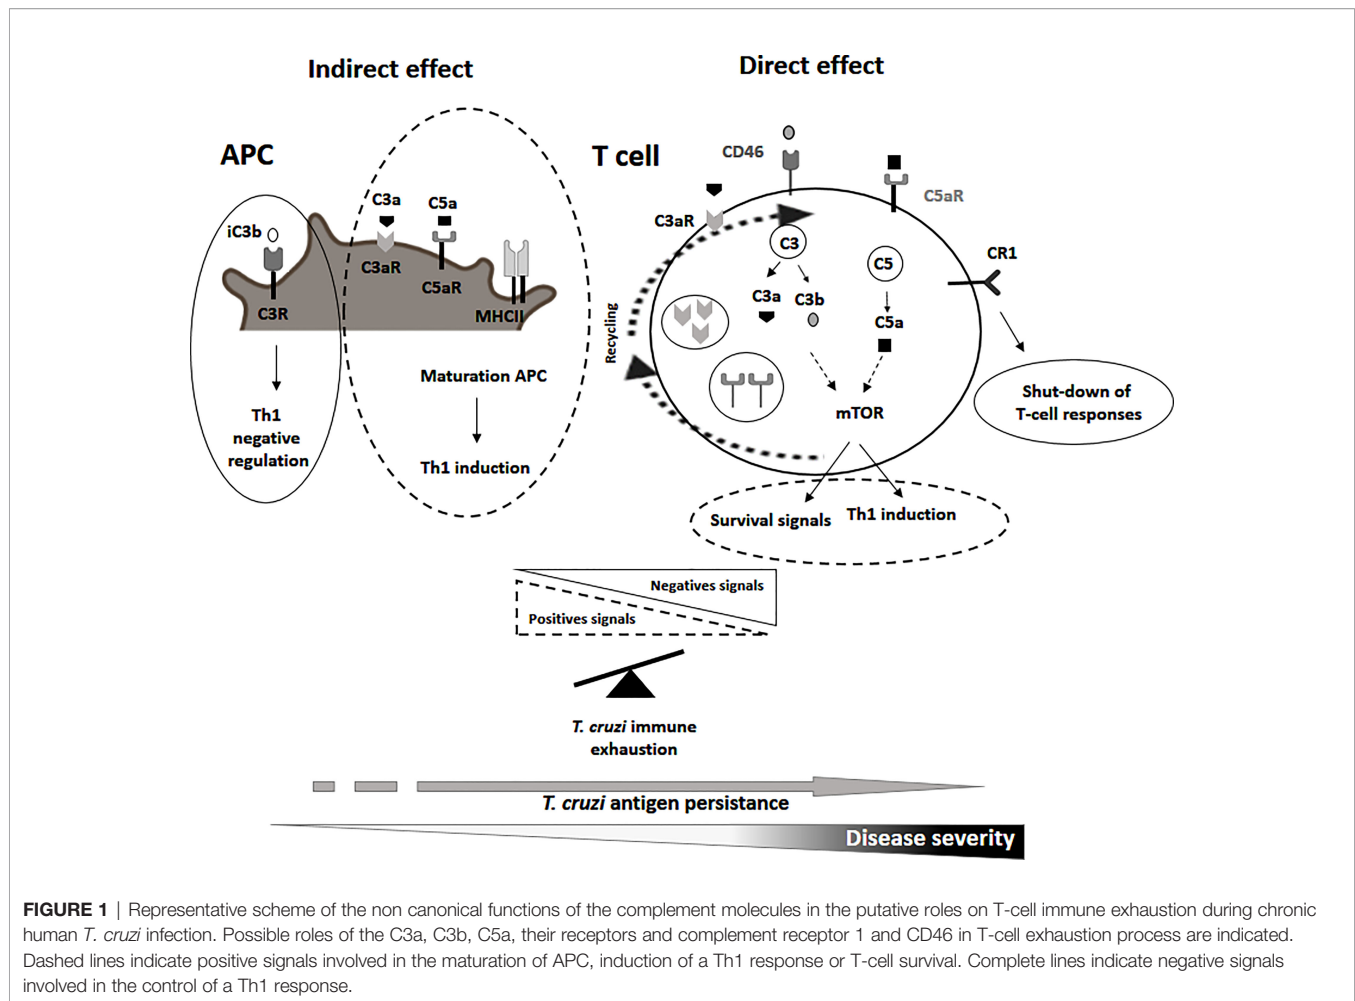 Indirect effect
Direct effect
APC
T cell
CD46
C3a
C5a
iC3b
C3aR
C5aR
C3R
MHCII
C3aR
C5aR
CR1
C3
C5
C3a
C3b
C5a
Recycling
mTOR
Maturation APC
Th1
negative
regulation
Th1 induction
Shut-down of
T-cell responses
Survival signals
Th1 induction
Negatives signals
Positives signals
T. cruzi immune
exhaustion
T. cruzi antigen persistance
Disease severity
FIGURE 1 | Representative scheme of the non canonical functions of the complement molecules in the putative roles on T-cell immune exhaustion during chronic
human T. cruzi infection. Possible roles of the C3a, C3b, C5a, their receptors and complement receptor 1 and CD46 in T-cell exhaustion process are indicated.
Dashed lines indicate positive signals involved in the maturation of APC, induction of a Th1 response or T-cell survival. Complete lines indicate negative signals
involved in the control of a Th1 response.